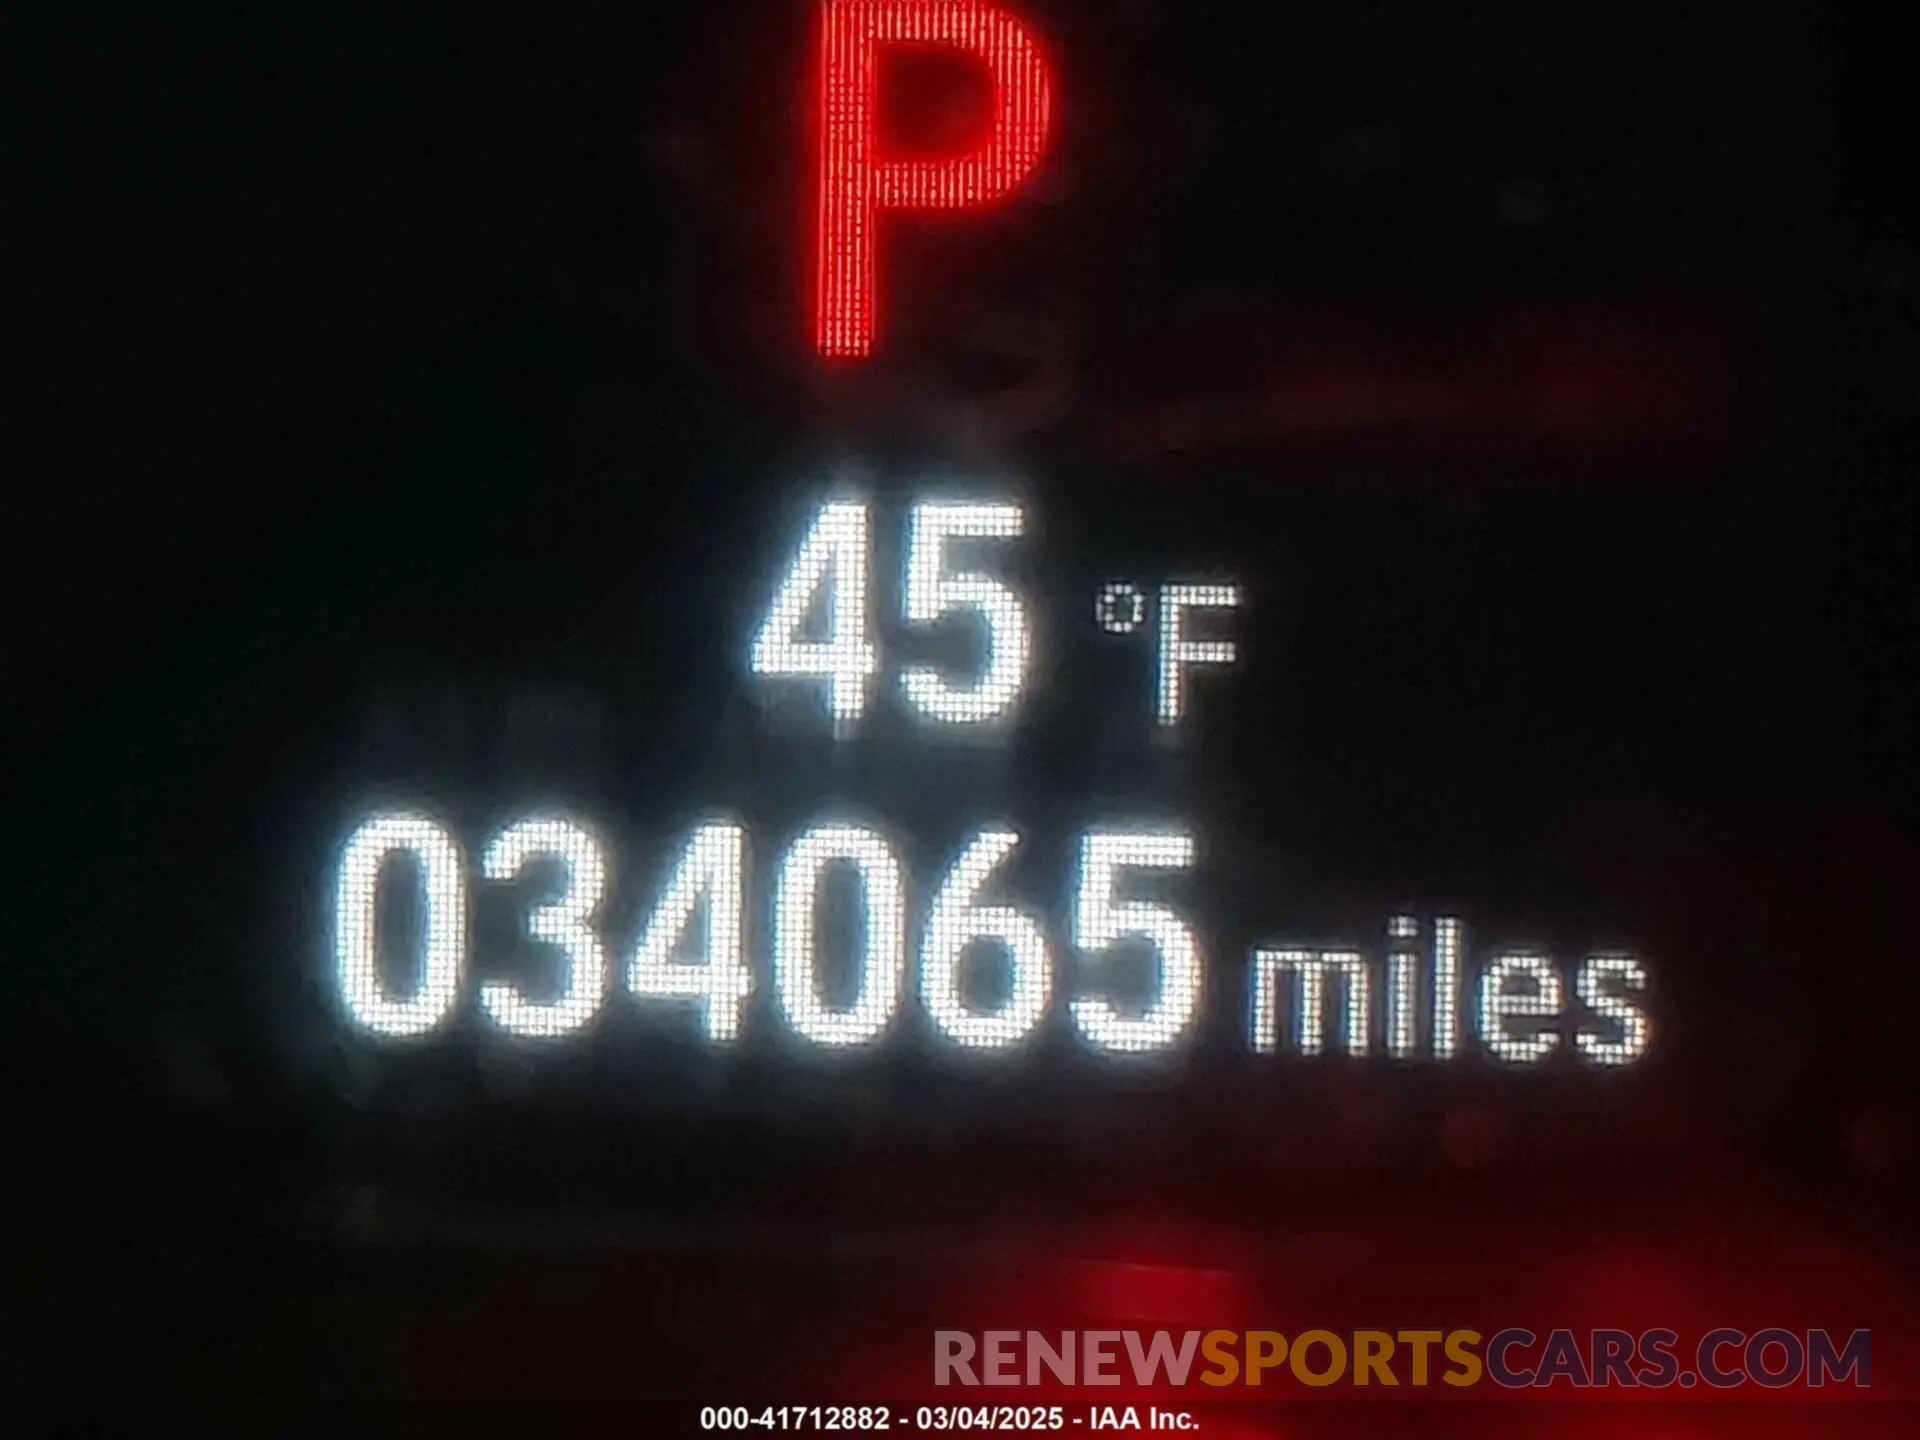 P
45 °F
034065 miles
RENEWSPORTSCARS.COM
000-41712882 - 03/04/2025 - IAA Inc.